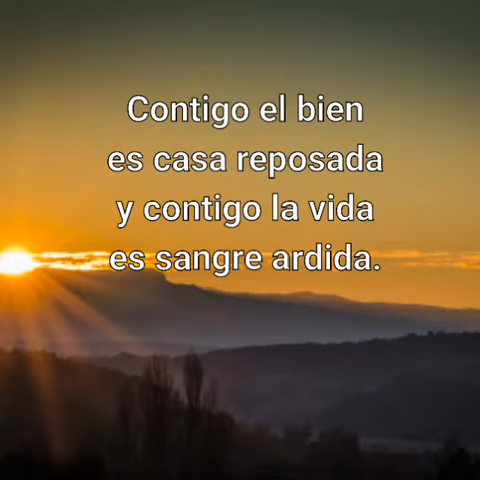 Contigo el bien
es casa reposada
y contigo la vida
es sangre ardida.